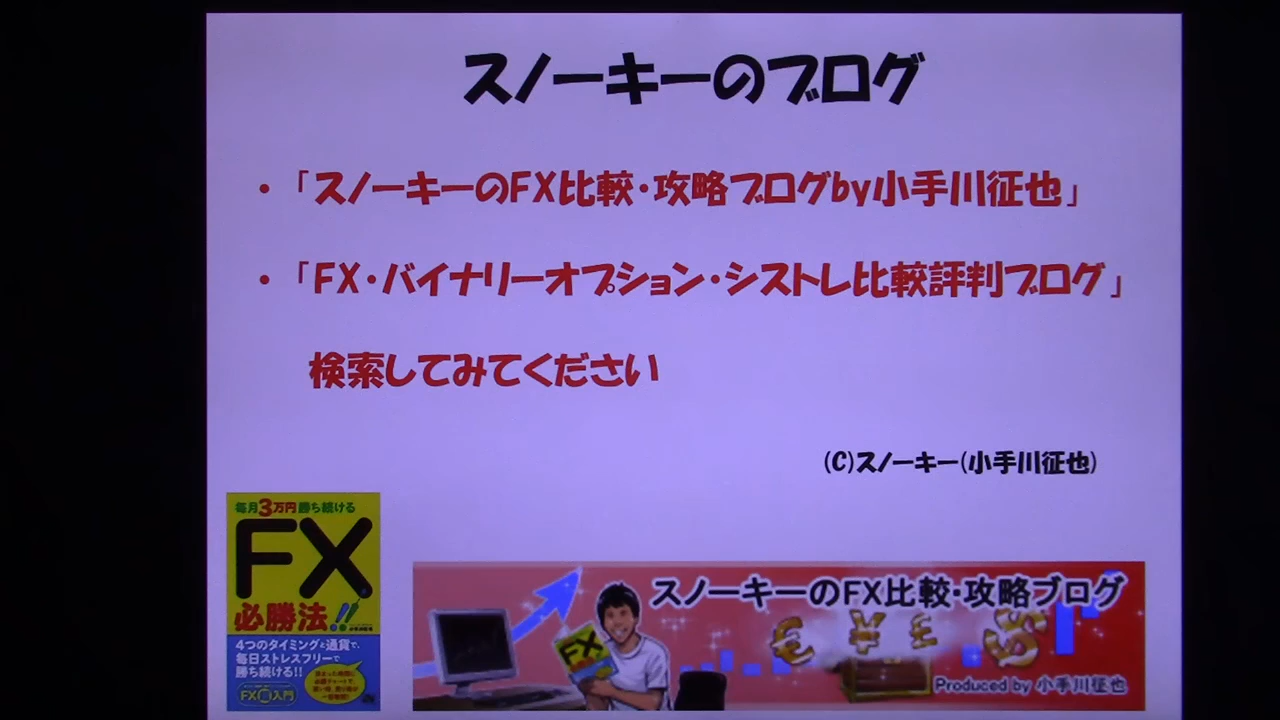 スノーキーのブログ
・「スノーキーのFX比較・攻略ブログby小手川征也」
・「FX・バイナリーオプション・シストレ比較評判ブログ」
検索してみてください
(C)スノーキー(小手川征也)
毎月3万円勝ち続ける
FX
必勝法!!
4つのタイミングと通貨で、
毎日ストレスフリーで
勝ち続ける!!
スノーキーのFX比較・攻略ブログ
FX
Produced by 小手川征也